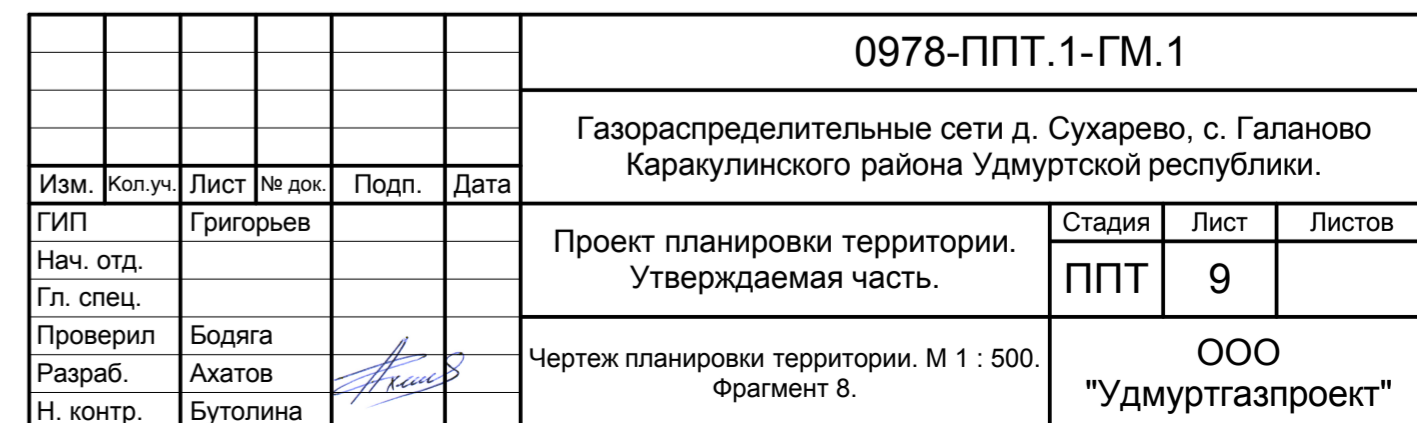 0978-ППТ.1-ГМ.1
Газораспределительные сети д. Сухарево, с. Галаново
Каракулинского района Удмуртской республики.
Изм. Кол.уч. Лист № док. Подп. Дата
ГИП Григорьев
Нач. отд.
Гл. спец.
Проверил Бодяга
Разраб. Ахатов
Н. контр. Бутолина
Проект планировки территории.
Утверждаемая часть.
Стадия Лист Листов
ППТ 9
Чертеж планировки территории. М 1 : 500.
Фрагмент 8.
ООО
"Удмуртгазпроект"